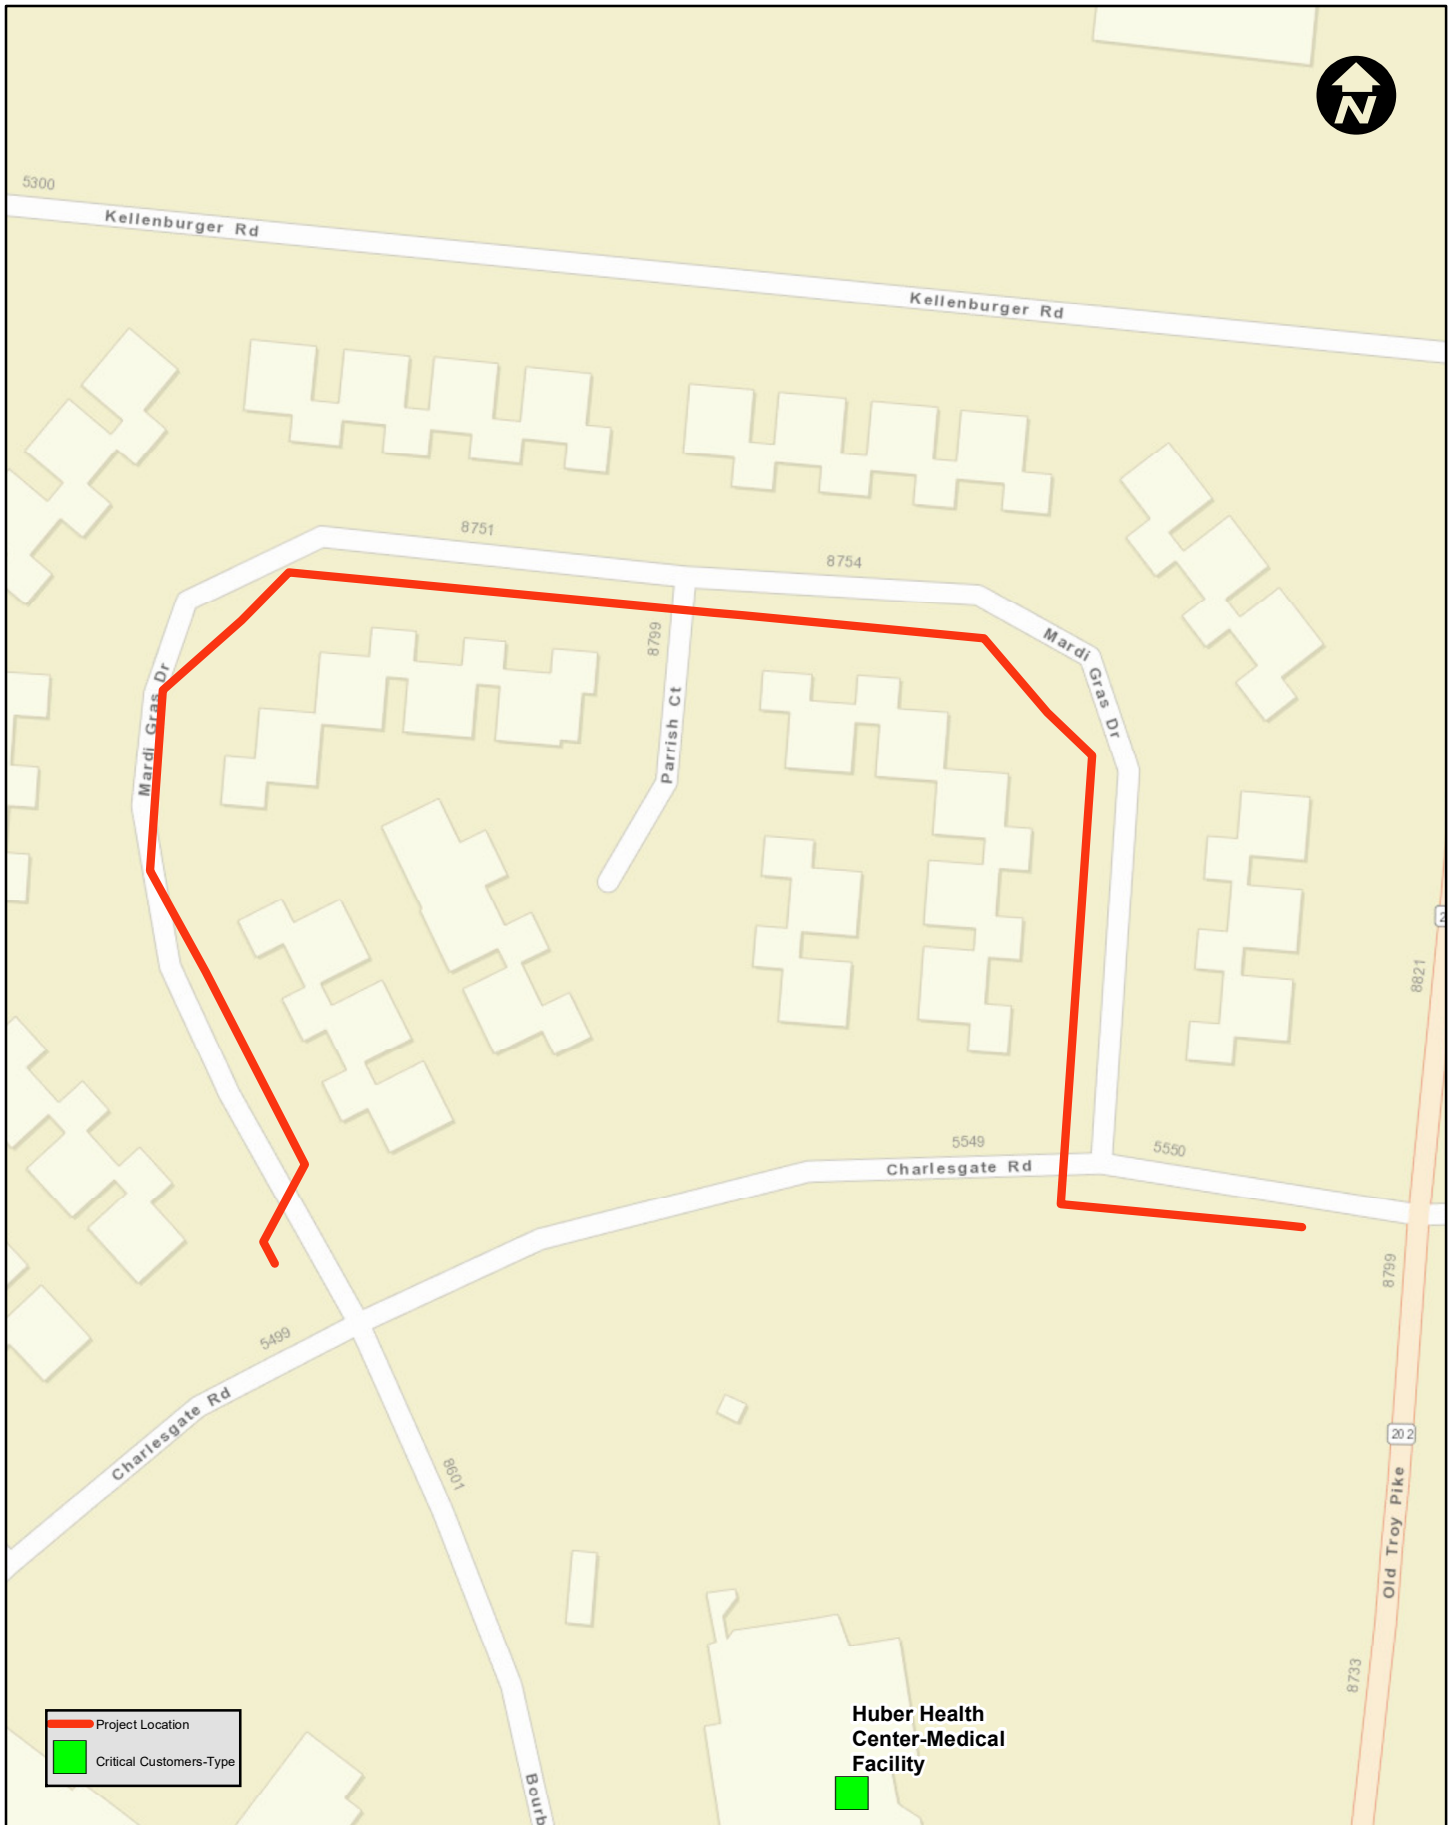 N
5300
Kellenburger Rd
Kellenburger Rd
8751
8754
8799
Mardi Gras Dr
Mardi Gras Dr
Parrish Ct
8821
5549
5550
Charlesgate Rd
8799
5499
Charlesgate Rd
8601
202
Old Troy Pike
8733
Huber Health
Center-Medical
Facility
Project Location
Critical Customers-Type
Bourb